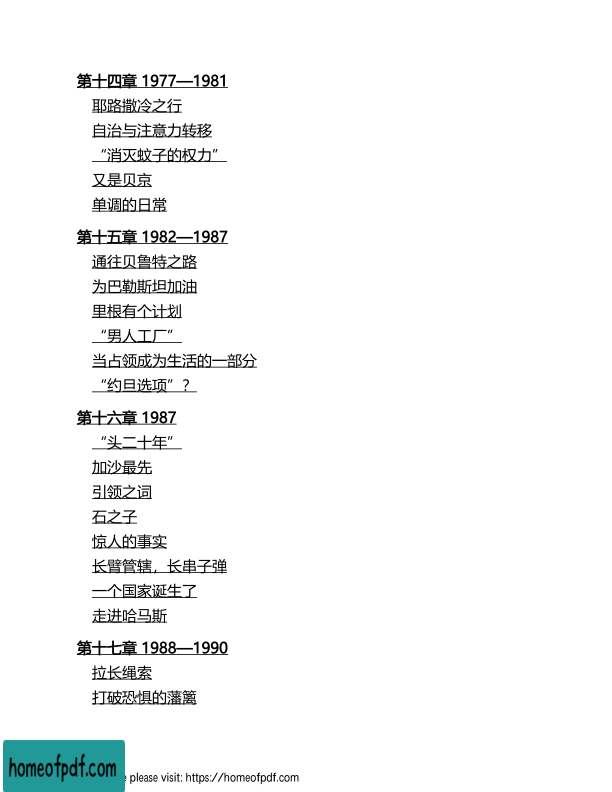 第十四章 1977—1981
耶路撒冷之行
自治与注意力转移
“消灭蚊子的权力”
又是贝京
单调的日常
第十五章 1982—1987
通往贝鲁特之路
为巴勒斯坦加油
里根有个计划
“男人工厂”
当占领成为生活的一部分
“约旦选项”？
第十六章 1987
“头二十年”
加沙最先
引领之词
石之子
惊人的事实
长臂管辖，长串子弹
一个国家诞生了
走进哈马斯
第十七章 1988—1990
拉长绳索
打破恐惧的藩篱
homeofpdf.com
please visit: https://homeofpdf.com